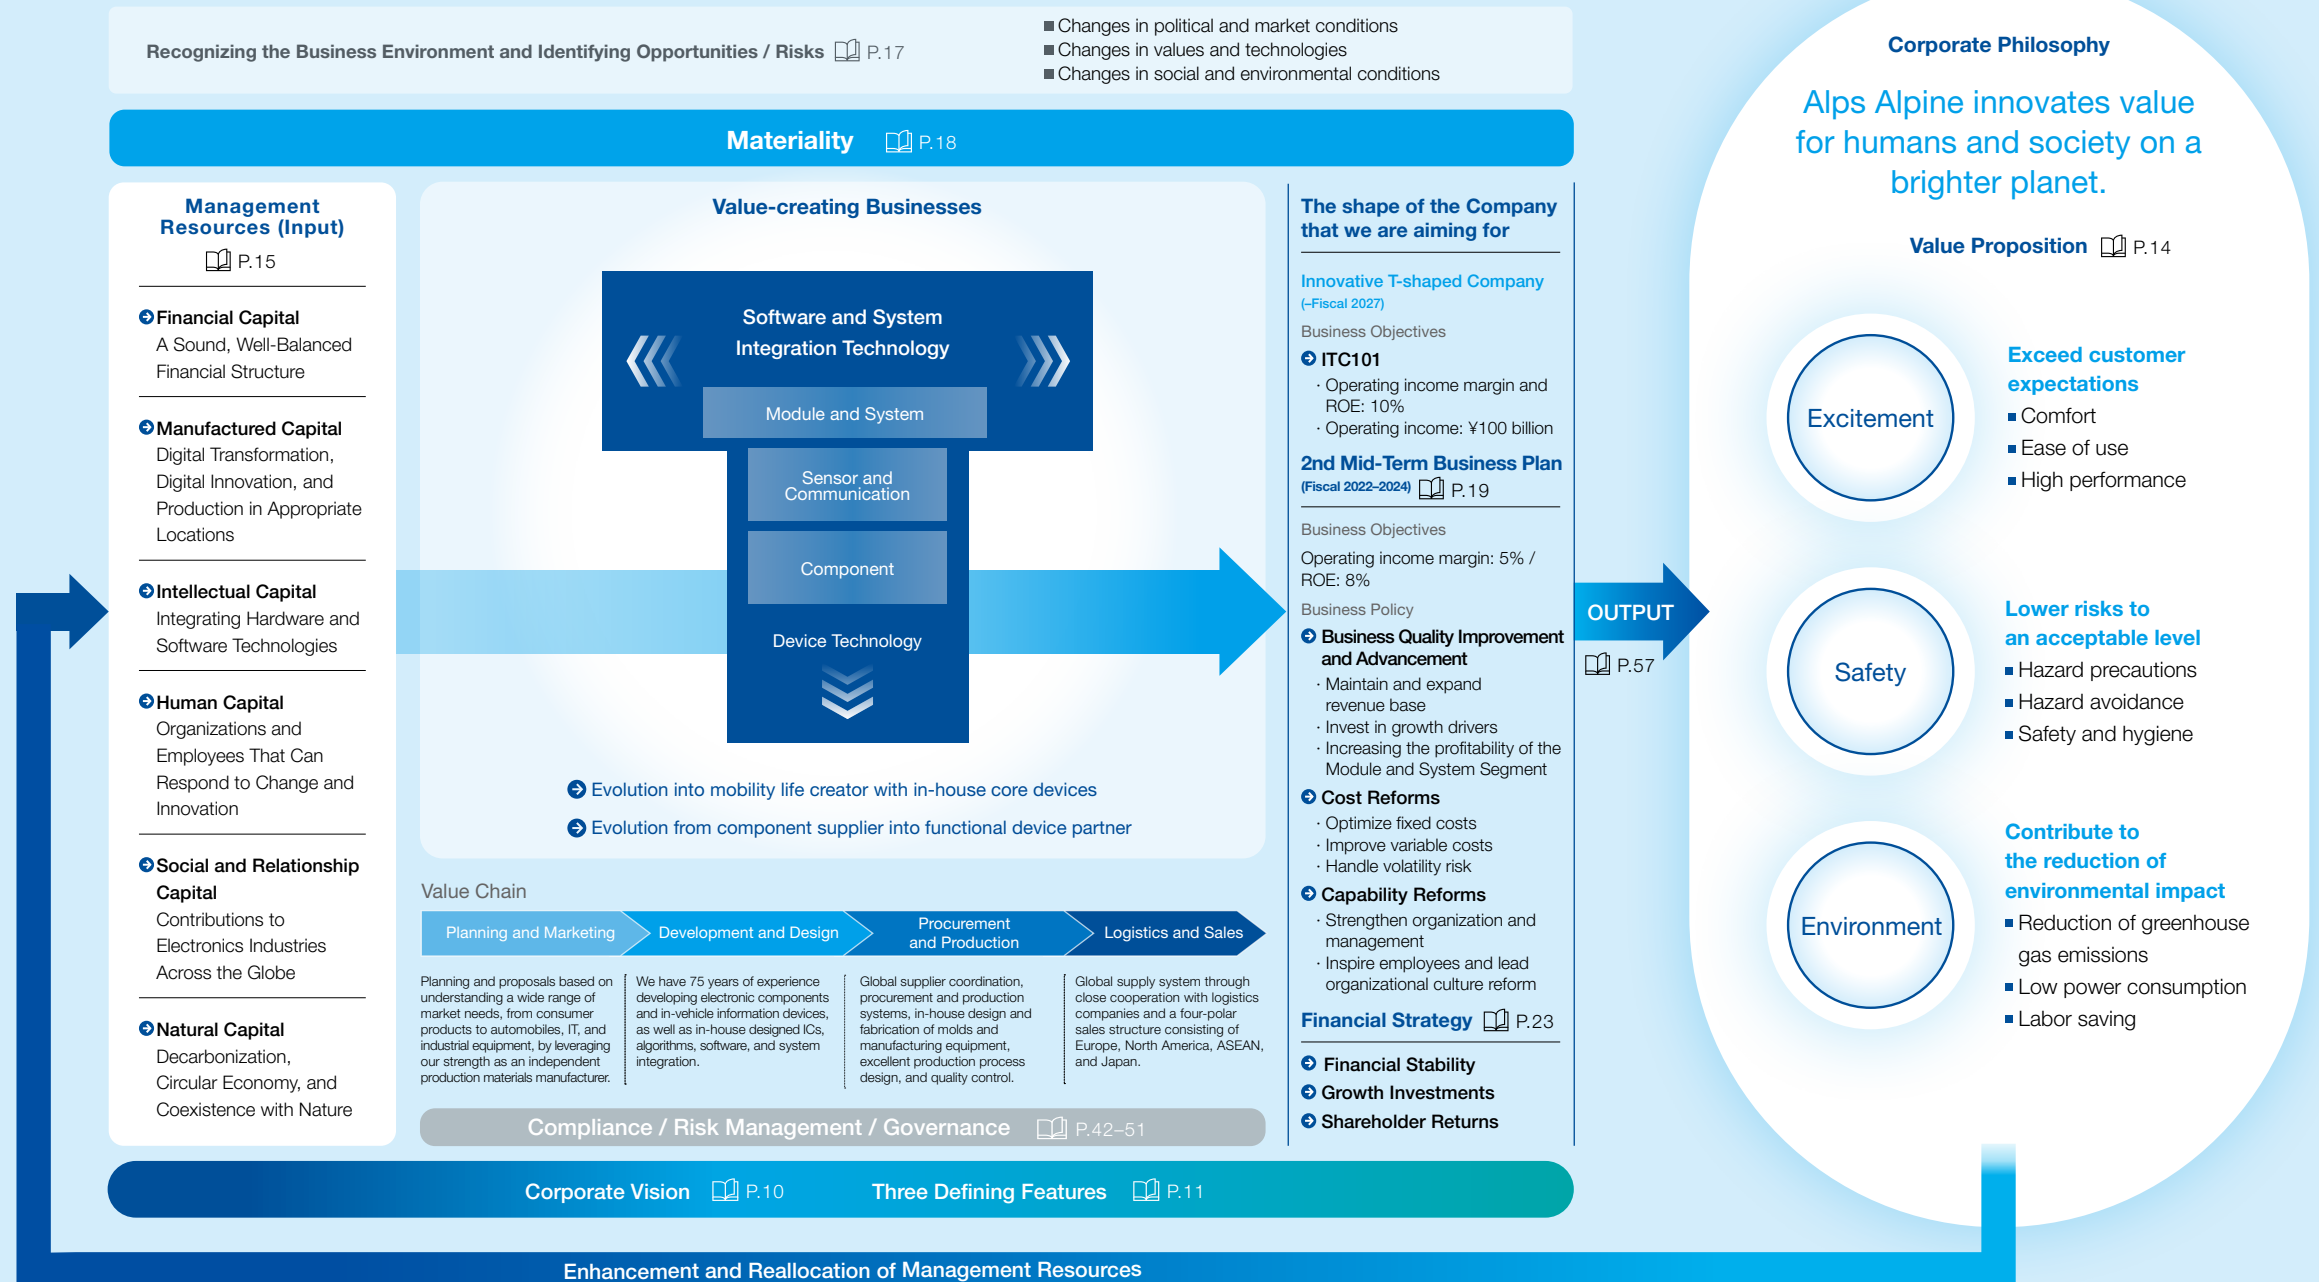 Recognizing the Business Environment and Identifying Opportunities / Risks P.17
■ Changes in political and market conditions
■ Changes in values and technologies
■ Changes in social and environmental conditions
Materiality P.18
Management
Resources (Input)
P.15
Financial Capital
A Sound, Well-Balanced
Financial Structure
Manufactured Capital
Digital Transformation,
Digital Innovation, and
Production in Appropriate
Locations
Intellectual Capital
Integrating Hardware and
Software Technologies
Human Capital
Organizations and
Employees That Can
Respond to Change and
Innovation
Social and Relationship
Capital
Contributions to
Electronics Industries
Across the Globe
Natural Capital
Decarbonization,
Circular Economy, and
Coexistence with Nature
Value-creating Businesses
Software and System
Integration Technology
Module and System
Sensor and
Communication
Component
Device Technology
Evolution into mobility life creator with in-house core devices
Evolution from component supplier into functional device partner
Value Chain
Planning and Marketing
Development and Design
Procurement
and Production
Logistics and Sales
Planning and proposals based on
understanding a wide range of
market needs, from consumer
products to automobiles, IT, and
industrial equipment, by leveraging
our strength as an independent
production materials manufacturer.
We have 75 years of experience
developing electronic components
and in-vehicle information devices,
as well as in-house designed ICs,
algorithms, software, and system
integration.
Global supplier coordination,
procurement and production
systems, in-house design and
fabrication of molds and
manufacturing equipment,
excellent production process
design, and quality control.
Global supply system through
close cooperation with logistics
companies and a four-polar
sales structure consisting of
Europe, North America, ASEAN,
and Japan.
Compliance / Risk Management / Governance P.42–51
The shape of the Company
that we are aiming for
Innovative T-shaped Company
(–Fiscal 2027)
Business Objectives
ITC101
· Operating income margin and
ROE: 10%
· Operating income: ¥100 billion
2nd Mid-Term Business Plan
(Fiscal 2022–2024) P.19
Business Objectives
Operating income margin: 5% /
ROE: 8%
Business Policy
Business Quality Improvement
and Advancement
· Maintain and expand
revenue base
· Invest in growth drivers
· Increasing the profitability of the
Module and System Segment
Cost Reforms
· Optimize fixed costs
· Improve variable costs
· Handle volatility risk
Capability Reforms
· Strengthen organization and
management
· Inspire employees and lead
organizational culture reform
Financial Strategy P.23
Financial Stability
Growth Investments
Shareholder Returns
OUTPUT
P.57
Corporate Philosophy
Alps Alpine innovates value
for humans and society on a
brighter planet.
Value Proposition P.14
Excitement
Exceed customer
expectations
■ Comfort
■ Ease of use
■ High performance
Safety
Lower risks to
an acceptable level
■ Hazard precautions
■ Hazard avoidance
■ Safety and hygiene
Environment
Contribute to
the reduction of
environmental impact
■ Reduction of greenhouse
gas emissions
■ Low power consumption
■ Labor saving
Corporate Vision P.10 Three Defining Features P.11
Enhancement and Reallocation of Management Resources